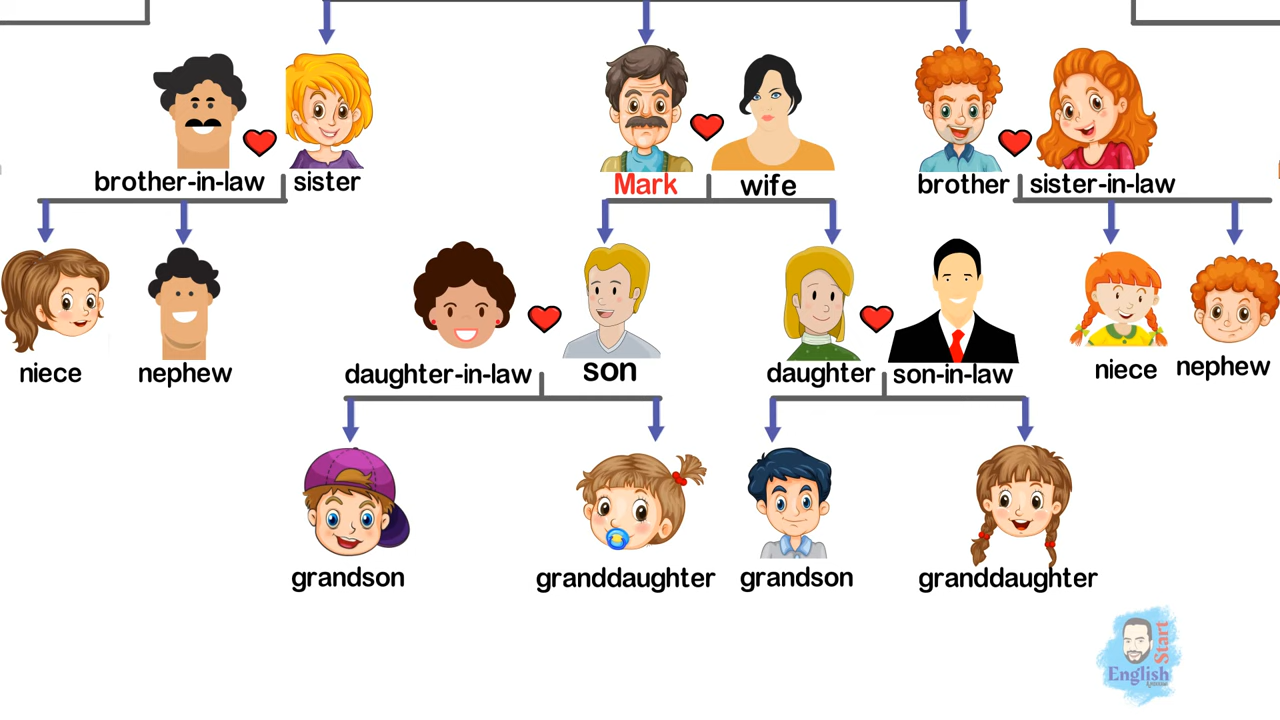 brother-in-law sister
Mark wife
brother sister-in-law
niece nephew
daughter-in-law son
daughter son-in-law
niece nephew
grandson granddaughter grandson granddaughter
Start
English